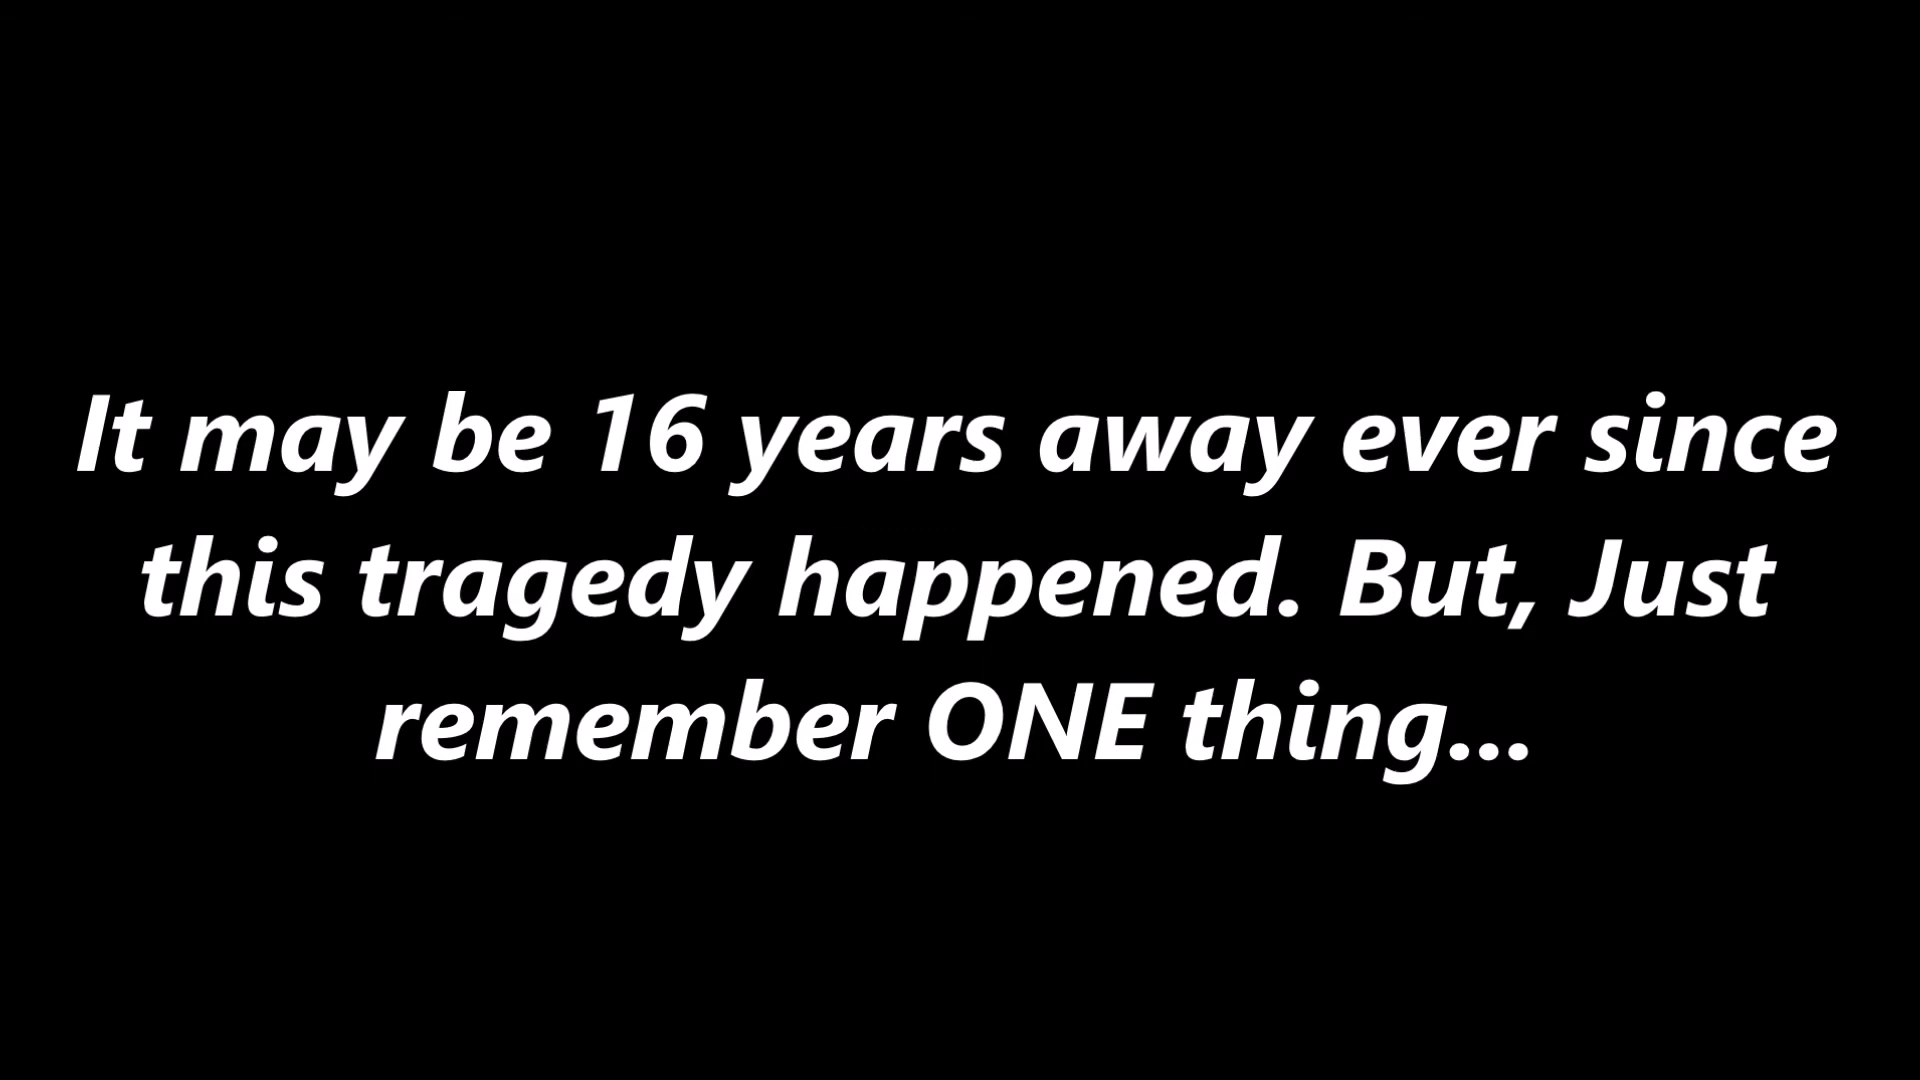 It may be 16 years away ever since
this tragedy happened. But, Just
remember ONE thing...